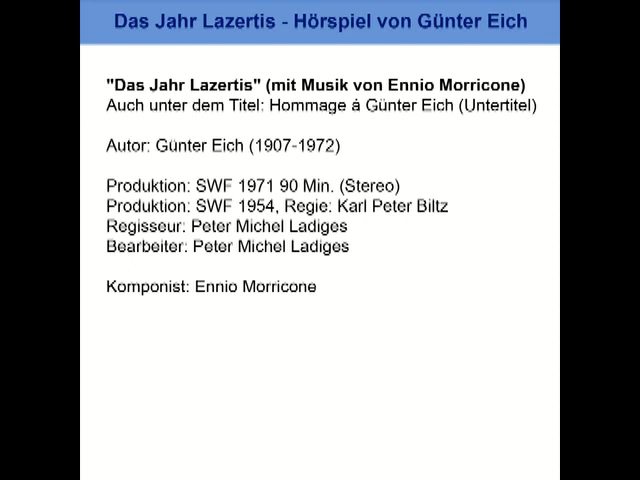 Das Jahr Lazertis - Hörspiel von Günter Eich
"Das Jahr Lazertis" (mit Musik von Ennio Morricone)
Auch unter dem Titel: Hommage á Günter Eich (Untertitel)
Autor: Günter Eich (1907-1972)
Produktion: SWF 1971 90 Min. (Stereo)
Produktion: SWF 1954, Regie: Karl Peter Biltz
Regisseur: Peter Michel Ladiges
Bearbeiter: Peter Michel Ladiges
Komponist: Ennio Morricone